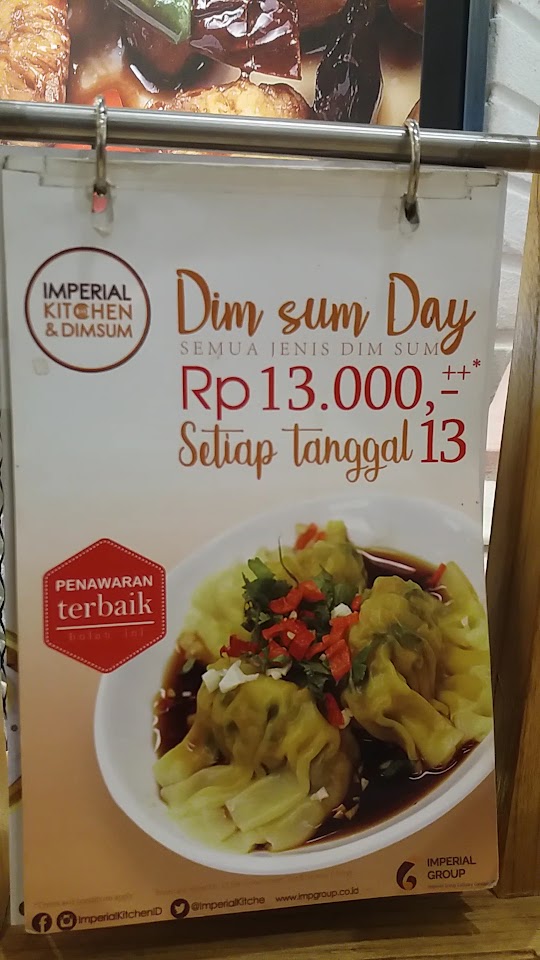 IMPERIAL
KITCHEN
& DIMSUM
Dim sum Day
SEMUA JENIS DIM SUM
Rp 13.000,-++*
Setiap tanggal 13
PENAWARAN
terbaik
bulan ini
IMPERIAL
GROUP
ImperialKitchenID
@ImperialKitche
www.impgroup.co.id